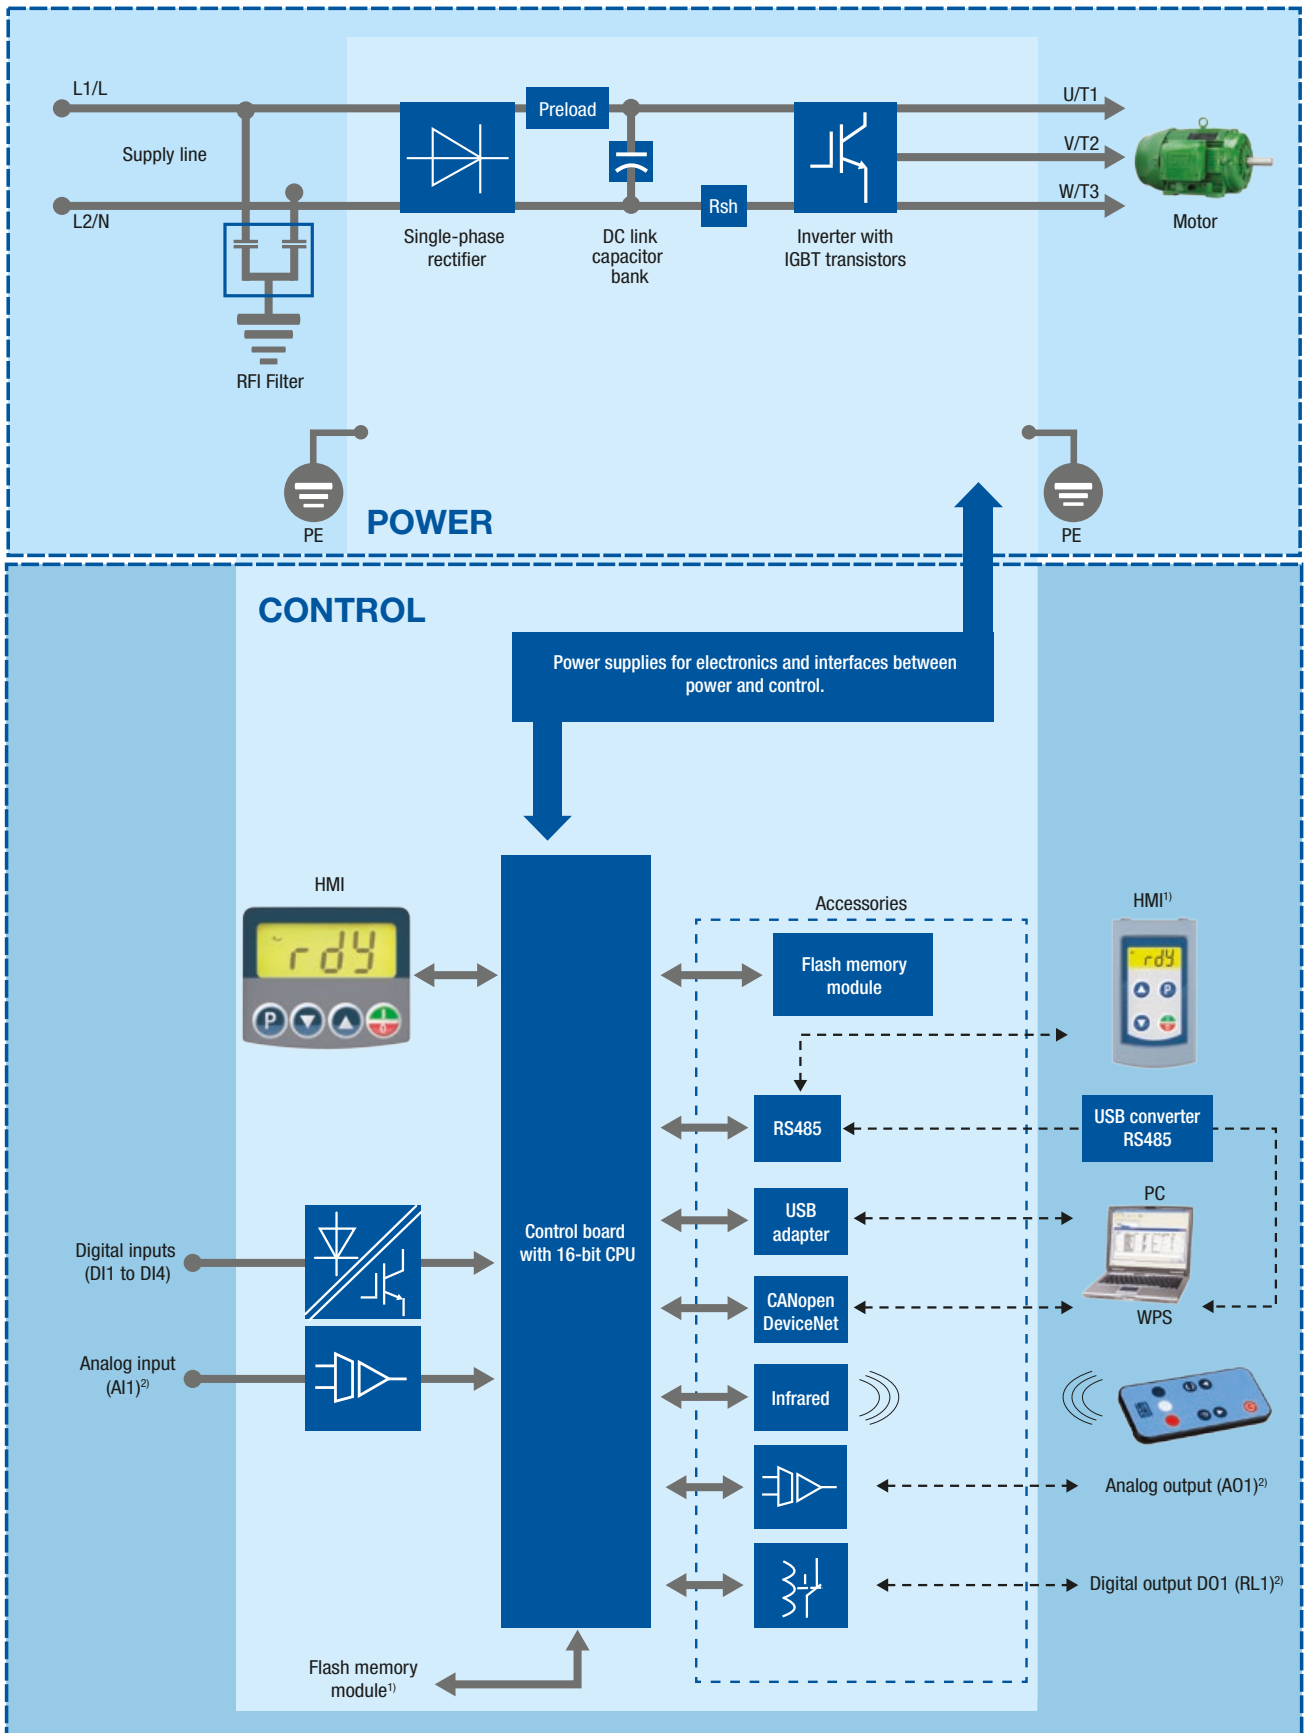 L1/L
Preload
U/T1
Supply line
V/T2
L2/N
Rsh
W/T3
Motor
Single-phase
rectifier
DC link
capacitor
bank
Inverter with
IGBT transistors
RFI Filter
PE
POWER
PE
CONTROL
Power supplies for electronics and interfaces between
power and control.
HMI
rdy
P
Accessories
HMI1)
rdy
P
Flash memory
module
RS485
USB converter
RS485
USB
adapter
PC
WPS
Control board
with 16-bit CPU
Digital inputs
(DI1 to DI4)
CANopen
DeviceNet
Analog input
(AI1)2)
Infrared
Analog output (AO1)2)
Digital output DO1 (RL1)2)
Flash memory
module1)